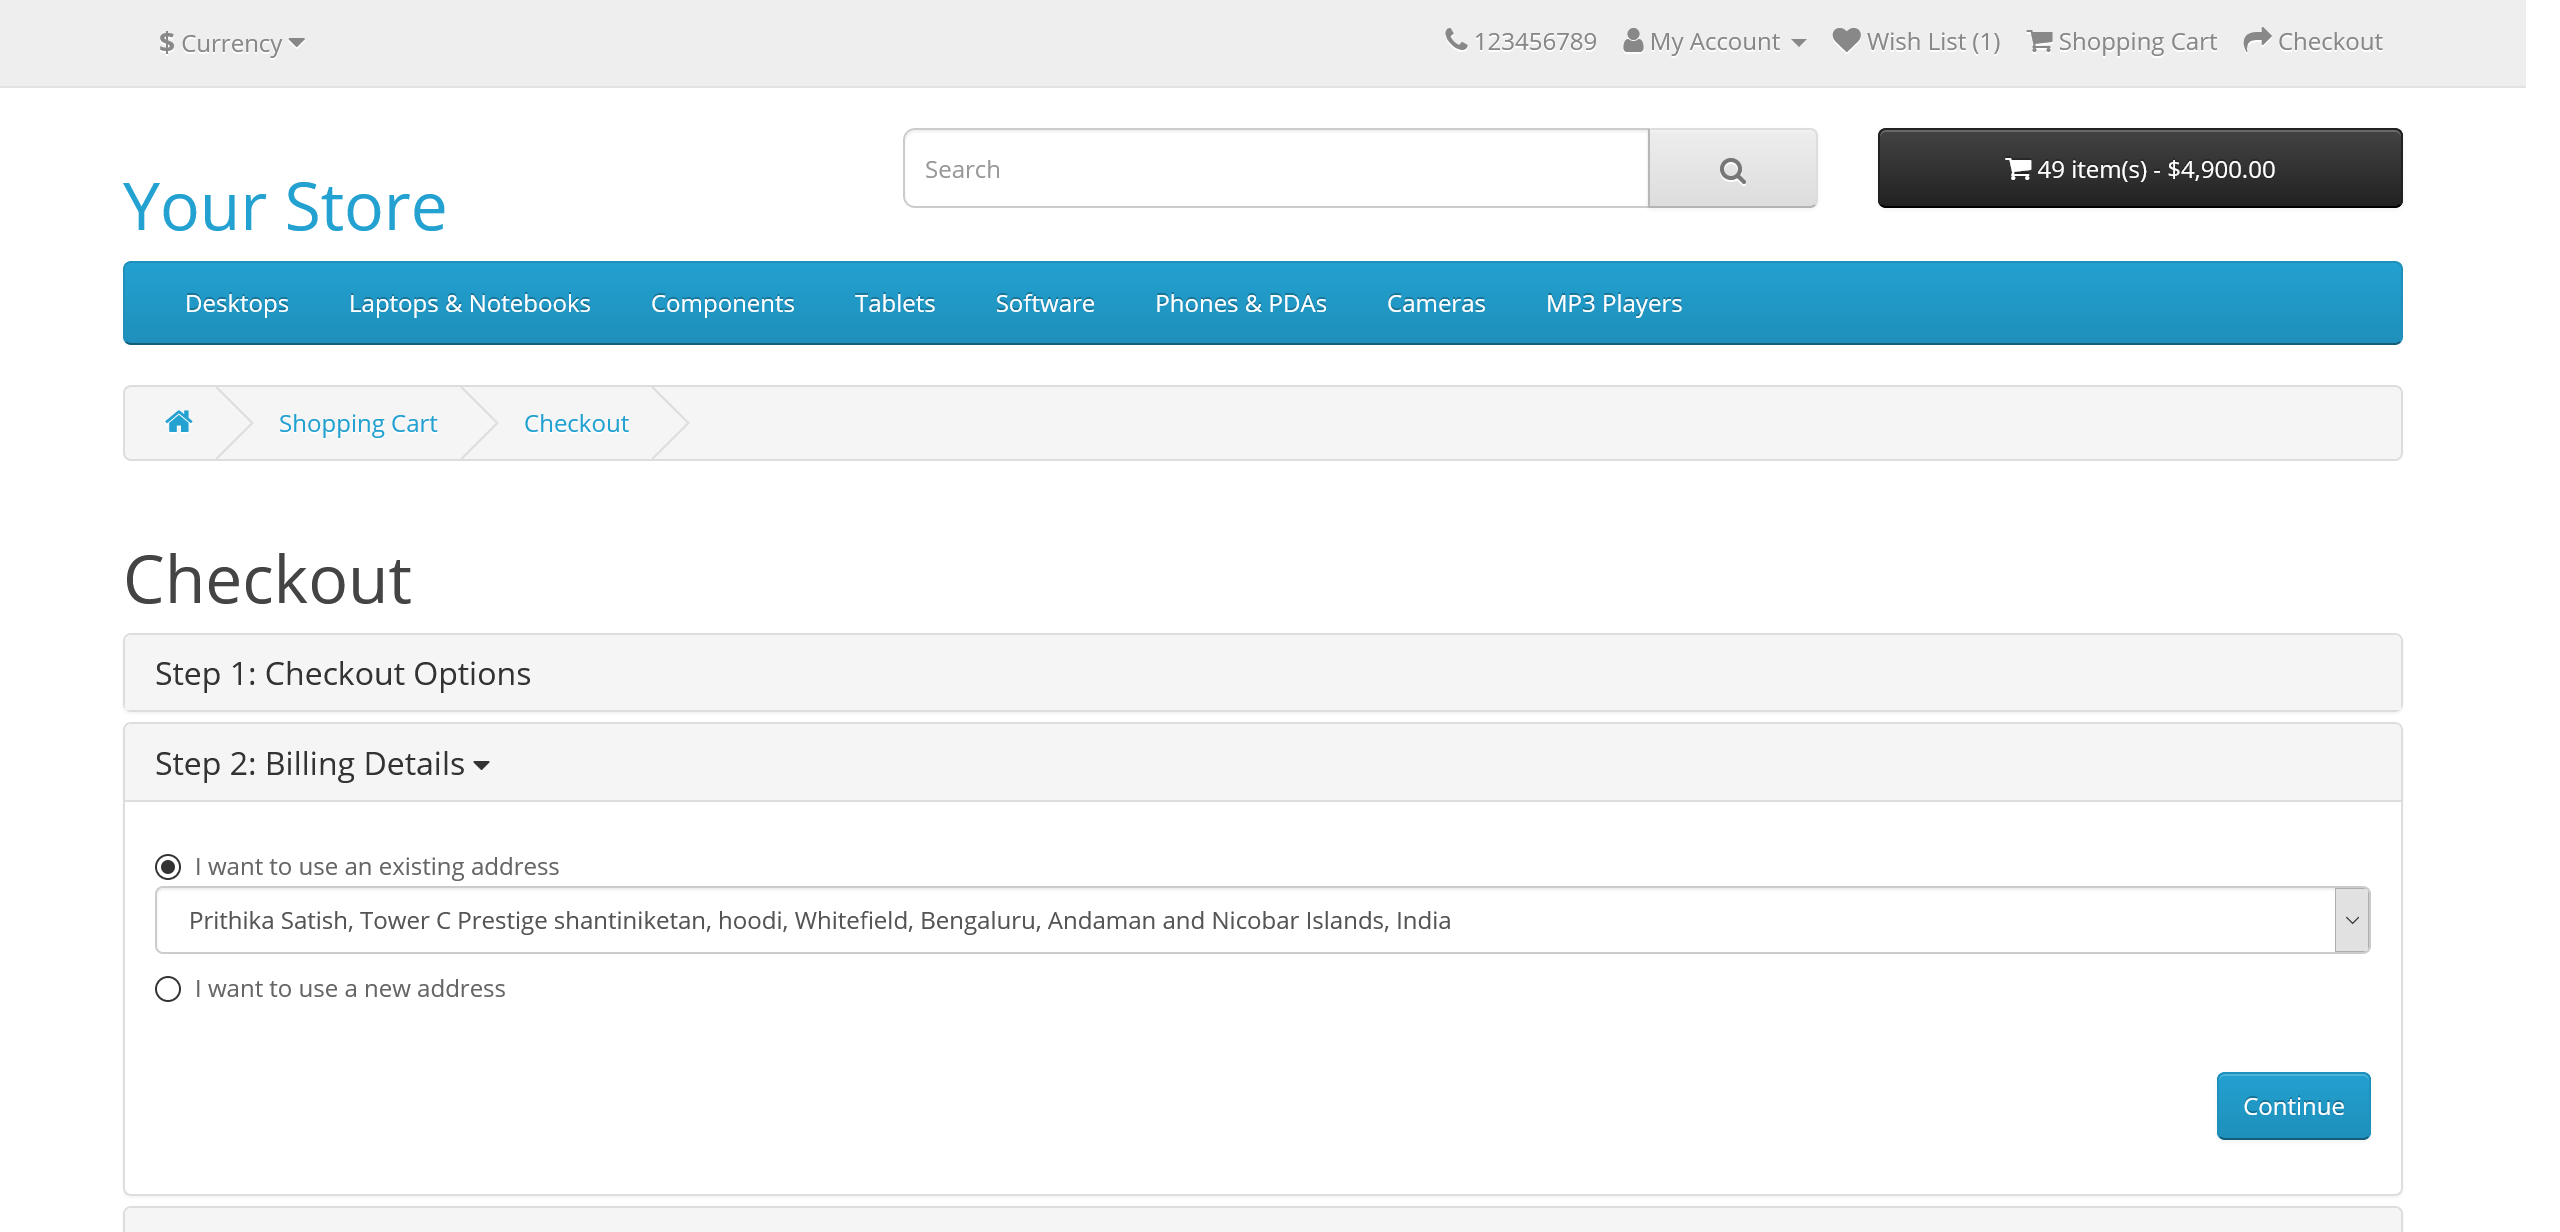 $ Currency
123456789 My Account Wish List (1) Shopping Cart Checkout
Search
49 item(s) - $4,900.00
Your Store
Desktops Laptops & Notebooks Components Tablets Software Phones & PDAs Cameras MP3 Players
Shopping Cart Checkout
Checkout
Step 1: Checkout Options
Step 2: Billing Details
I want to use an existing address
Prithika Satish, Tower C Prestige shantiniketan, hoodi, Whitefield, Bengaluru, Andaman and Nicobar Islands, India
I want to use a new address
Continue